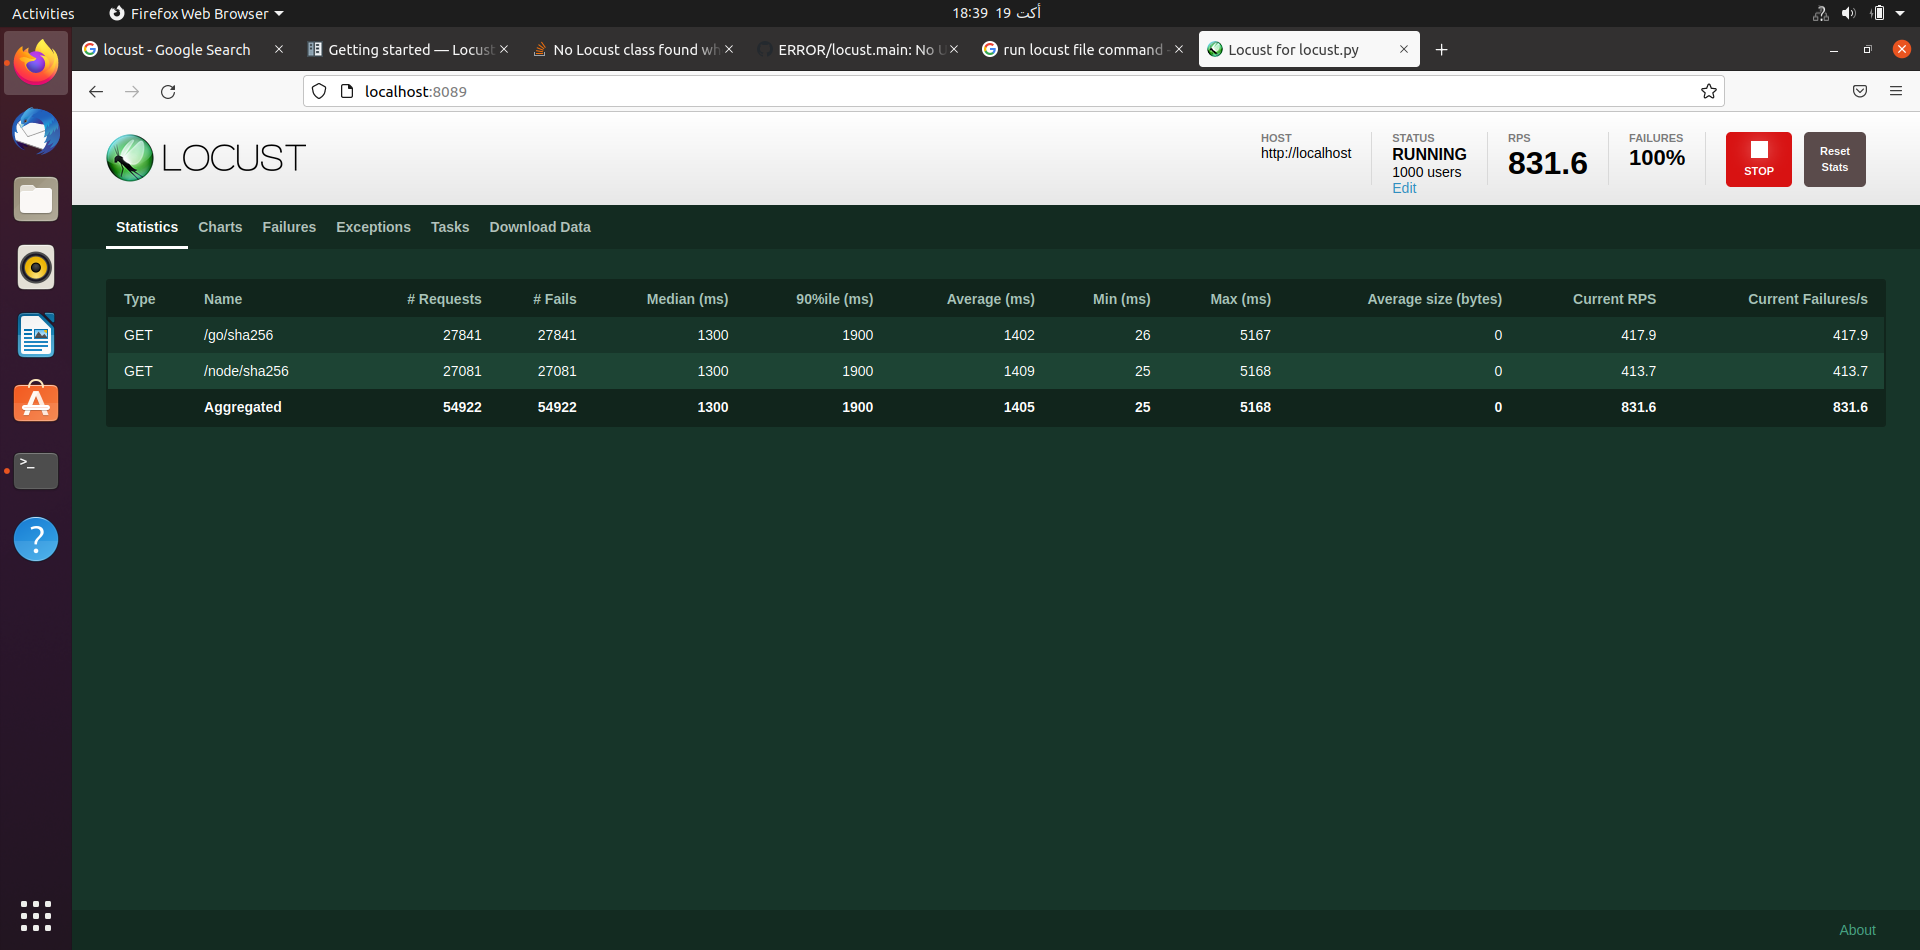 Activities Firefox Web Browser 18:39 19 أكت
locust - Google Search Getting started — Locust No Locust class found wh ERROR/locust.main: No U run locust file command - Locust for locust.py
localhost:8089
LOCUST
HOST
http://localhost
STATUS
RUNNING
1000 users
Edit
RPS
831.6
FAILURES
100%
STOP
Reset
Stats
Statistics Charts Failures Exceptions Tasks Download Data
Type Name # Requests # Fails Median (ms) 90%ile (ms) Average (ms) Min (ms) Max (ms) Average size (bytes) Current RPS Current Failures/s
GET /go/sha256 27841 27841 1300 1900 1402 26 5167 0 417.9 417.9
GET /node/sha256 27081 27081 1300 1900 1409 25 5168 0 413.7 413.7
Aggregated 54922 54922 1300 1900 1405 25 5168 0 831.6 831.6
About